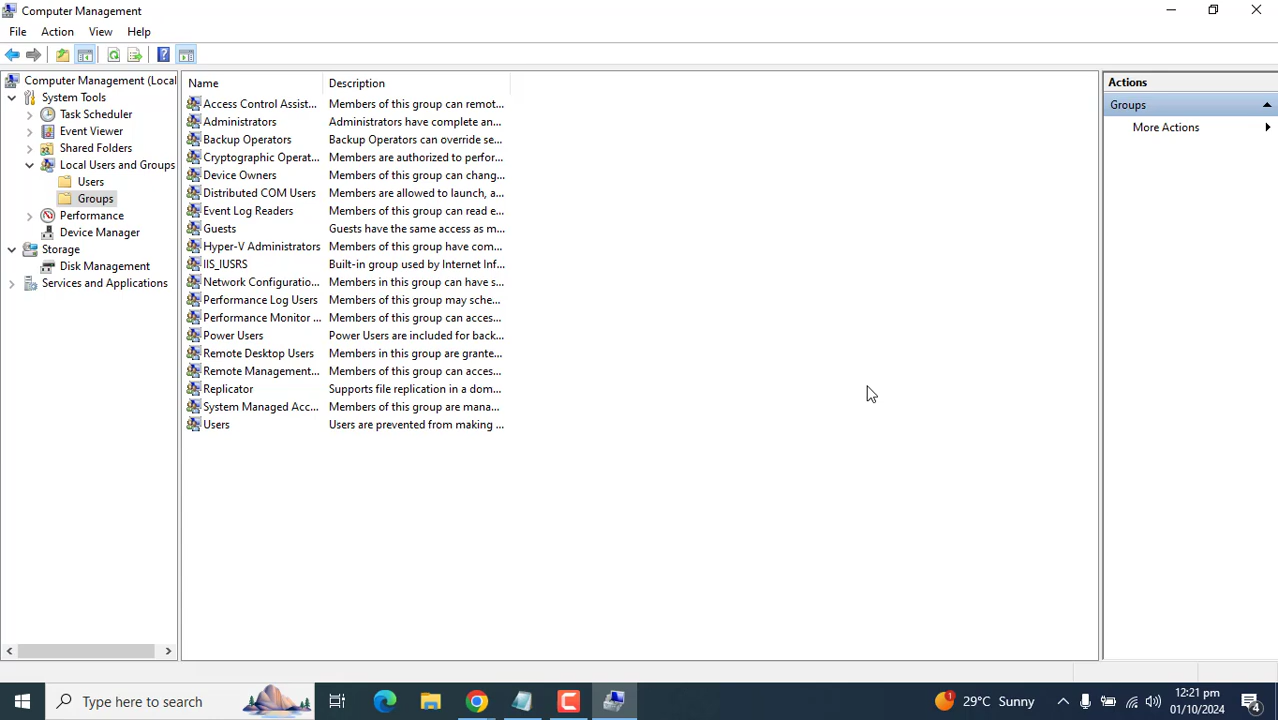 Computer Management
File Action View Help
Computer Management (Local
System Tools
Task Scheduler
Event Viewer
Shared Folders
Local Users and Groups
Users
Groups
Performance
Device Manager
Storage
Disk Management
Services and Applications
Name Description
Access Control Assist... Members of this group can remot...
Administrators Administrators have complete an...
Backup Operators Backup Operators can override se...
Cryptographic Operat... Members are authorized to perfor...
Device Owners Members of this group can chang...
Distributed COM Users Members are allowed to launch, a...
Event Log Readers Members of this group can read e...
Guests Guests have the same access as m...
Hyper-V Administrators Members of this group have com...
IIS_IUSRS Built-in group used by Internet Inf...
Network Configuratio... Members in this group can have s...
Performance Log Users Members of this group may sche...
Performance Monitor ... Members of this group can acces...
Power Users Power Users are included for back...
Remote Desktop Users Members in this group are grante...
Remote Management... Members of this group can acces...
Replicator Supports file replication in a dom...
System Managed Acc... Members of this group are mana...
Users Users are prevented from making ...
Actions
Groups
More Actions
Type here to search
1
29°C Sunny
12:21 pm
01/10/2024
4